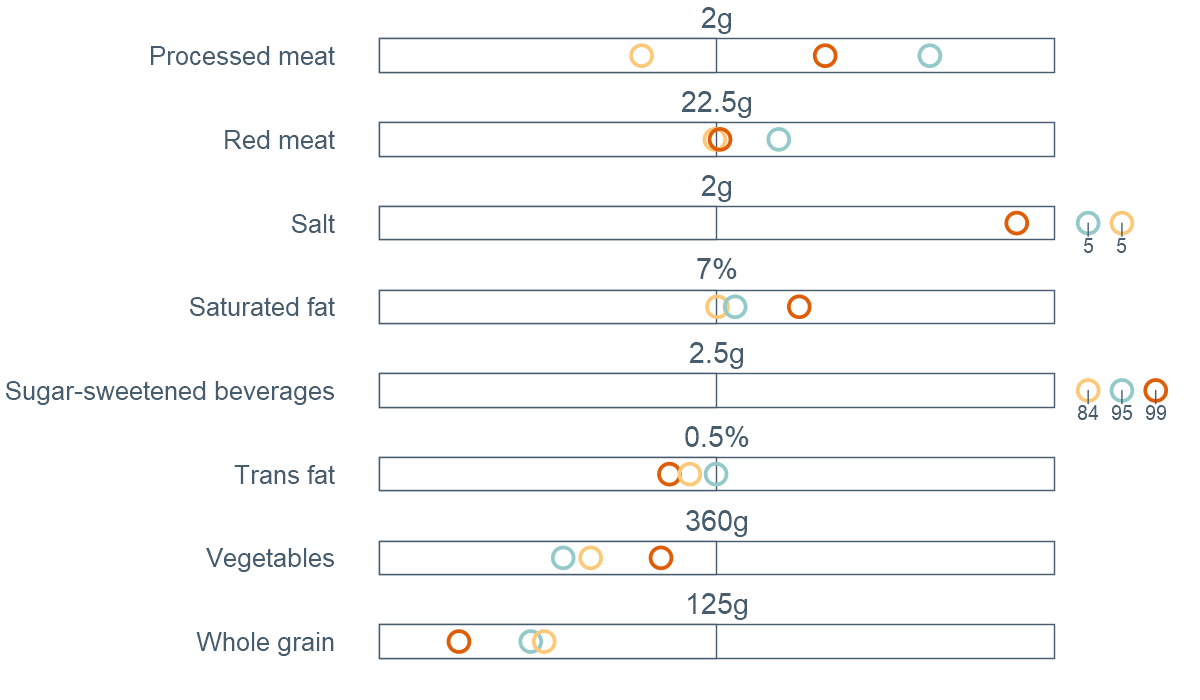 2g
Processed meat
22.5g
Red meat
2g
Salt
5 5
7%
Saturated fat
2.5g
Sugar-sweetened beverages
84 95 99
0.5%
Trans fat
360g
Vegetables
125g
Whole grain